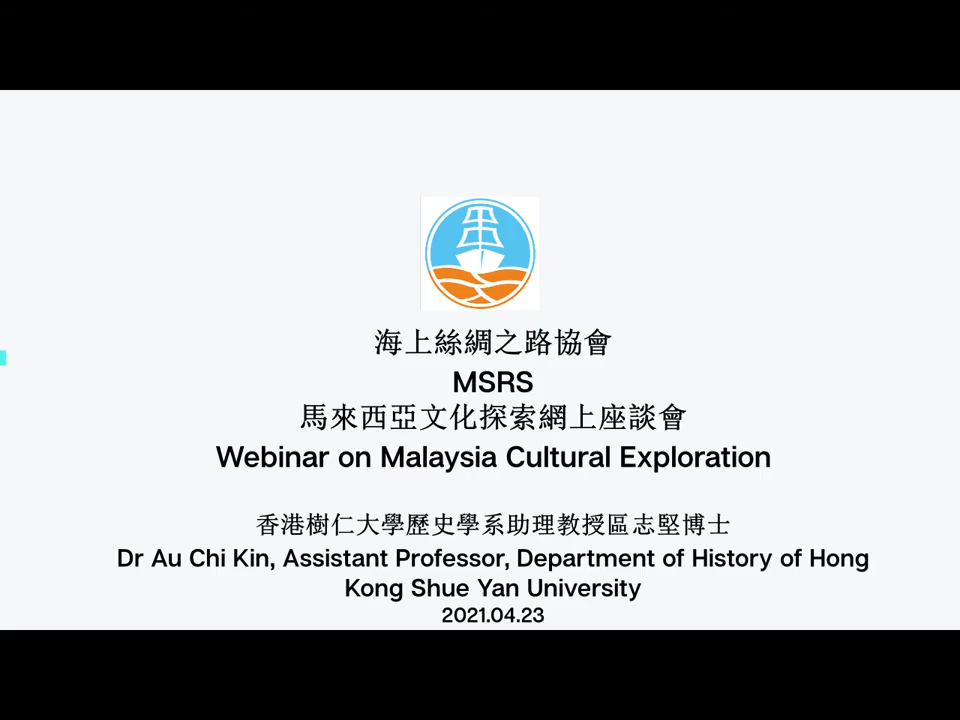 海上絲綢之路協會
MSRS
馬來西亞文化探索網上座談會
Webinar on Malaysia Cultural Exploration
香港樹仁大學歷史學系助理教授區志堅博士
Dr Au Chi Kin, Assistant Professor, Department of History of Hong
Kong Shue Yan University
2021.04.23